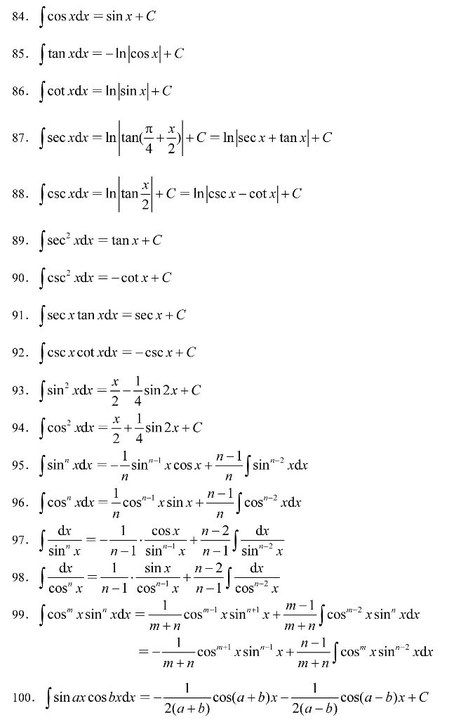 84. ∫cos xdx = sin x + C
85. ∫tan xdx = −ln|cos x| + C
86. ∫cot xdx = ln|sin x| + C
87. ∫sec xdx = ln|tan(π/4 + x/2)| + C = ln|sec x + tan x| + C
88. ∫csc xdx = ln|tan x/2| + C = ln|csc x − cot x| + C
89. ∫sec² xdx = tan x + C
90. ∫csc² xdx = −cot x + C
91. ∫sec x tan xdx = sec x + C
92. ∫csc x cot xdx = −csc x + C
93. ∫sin² xdx = x/2 − 1/4 sin 2x + C
94. ∫cos² xdx = x/2 + 1/4 sin 2x + C
95. ∫sinⁿ xdx = −1/n sinⁿ⁻¹ x cos x + (n−1)/n ∫sinⁿ⁻² xdx
96. ∫cosⁿ xdx = 1/n cosⁿ⁻¹ x sin x + (n−1)/n ∫cosⁿ⁻² xdx
97. ∫dx/sinⁿ x = −1/(n−1) · cos x/sinⁿ⁻¹ x + (n−2)/(n−1) ∫dx/sinⁿ⁻² x
98. ∫dx/cosⁿ x = 1/(n−1) · sin x/cosⁿ⁻¹ x + (n−2)/(n−1) ∫dx/cosⁿ⁻² x
99. ∫cosᵐ x sinⁿ xdx = 1/(m+n) cosᵐ⁻¹ x sinⁿ⁺¹ x + (m−1)/(m+n) ∫cosᵐ⁻² x sinⁿ xdx
= −1/(m+n) cosᵐ⁺¹ x sinⁿ⁻¹ x + (n−1)/(m+n) ∫cosᵐ x sinⁿ⁻² xdx
100. ∫sin ax cos bxdx = −1/(2(a+b)) cos(a+b)x − 1/(2(a−b)) cos(a−b)x + C